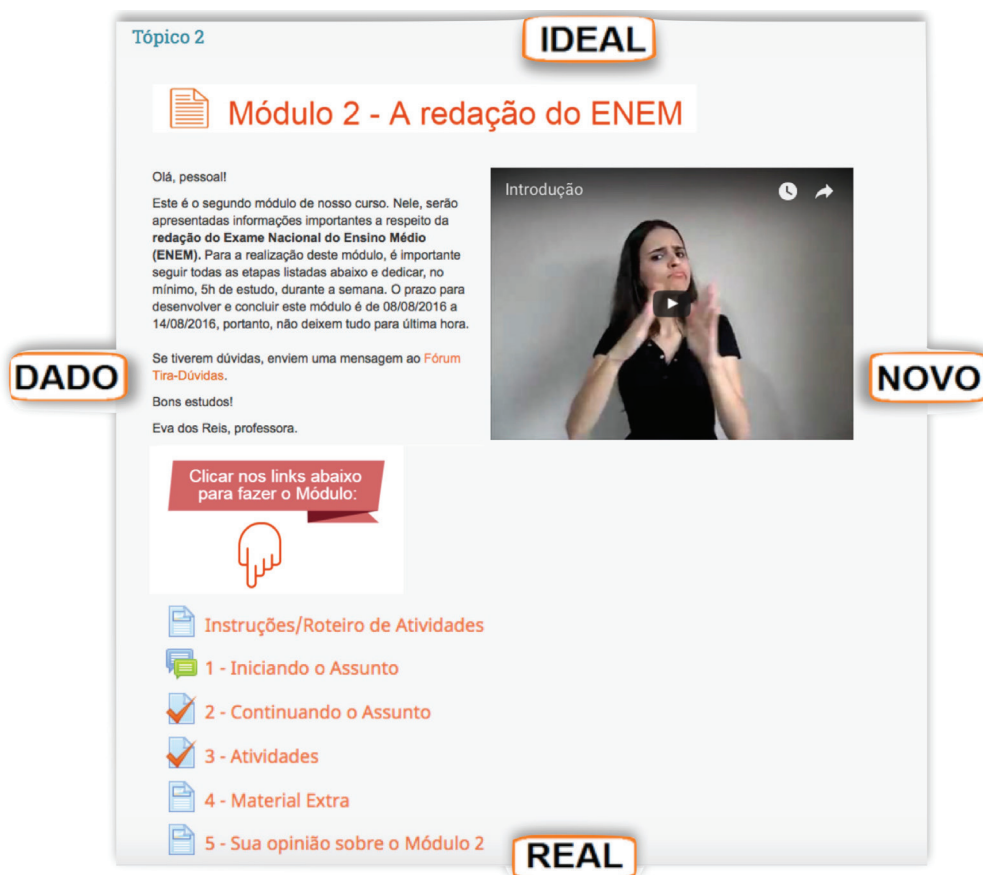 Tópico 2
IDEAL
Módulo 2 - A redação do ENEM
Olá, pessoal!
Este é o segundo módulo de nosso curso. Nele, serão
apresentadas informações importantes a respeito da
redação do Exame Nacional do Ensino Médio
(ENEM). Para a realização deste módulo, é importante
seguir todas as etapas listadas abaixo e dedicar, no
mínimo, 5h de estudo, durante a semana. O prazo para
desenvolver e concluir este módulo é de 08/08/2016 a
14/08/2016, portanto, não deixem tudo para última hora.
Se tiverem dúvidas, enviem uma mensagem ao Fórum
Tira-Dúvidas.
Bons estudos!
Eva dos Reis, professora.
Introdução
DADO
NOVO
Clicar nos links abaixo
para fazer o Módulo:
Instruções/Roteiro de Atividades
1 - Iniciando o Assunto
2 - Continuando o Assunto
3 - Atividades
4 - Material Extra
5 - Sua opinião sobre o Módulo 2
REAL